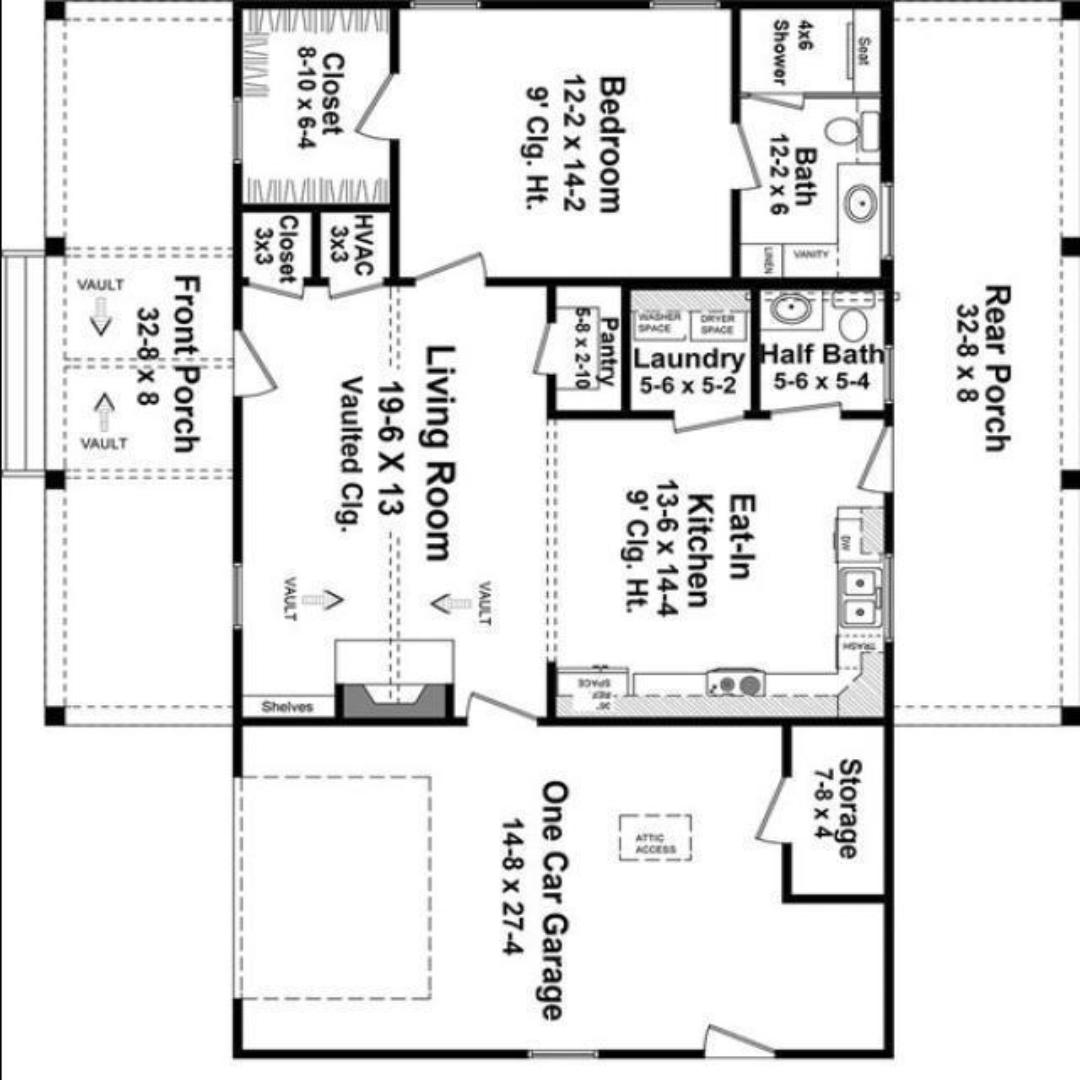 Closet
8-10 x 6-4
Bedroom
12-2 x 14-2
9' Clg. Ht.
4x6
Shower
Seat
Bath
12-2 x 6
LINEN
VANITY
Closet
3x3
HVAC
3x3
VAULT
Front Porch
32-8 x 8
VAULT
Living Room
19-6 X 13
Vaulted Clg.
VAULT
VAULT
Shelves
Pantry
5-8 x 2-10
WASHER
SPACE
DRYER
SPACE
Laundry
5-6 x 5-2
Half Bath
5-6 x 5-4
Rear Porch
32-8 x 8
Eat-In
Kitchen
13-6 x 14-4
9' Clg. Ht.
DW
TRASH
36"
REF.
SPACE
Storage
7-8 x 4
ATTIC
ACCESS
One Car Garage
14-8 x 27-4